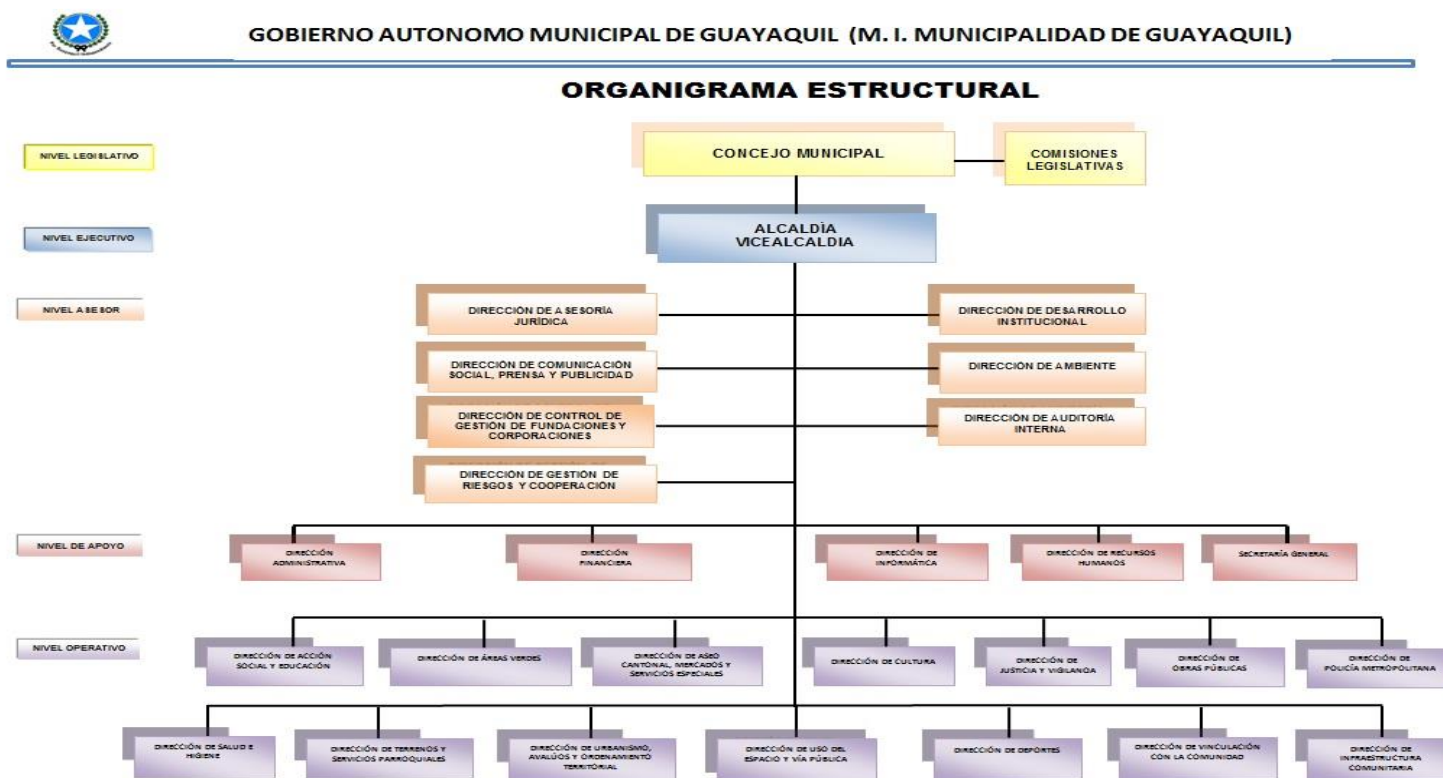 GOBIERNO AUTONOMO MUNICIPAL DE GUAYAQUIL (M. I. MUNICIPALIDAD DE GUAYAQUIL)
ORGANIGRAMA ESTRUCTURAL
NIVEL LEGISLATIVO
CONCEJO MUNICIPAL
COMISIONES
LEGISLATIVAS
NIVEL EJECUTIVO
ALCALDÌA
VICEALCALDIA
NIVEL ASESOR
DIRECCIÓN DE ASESORÍA
JURÍDICA
DIRECCIÓN DE DESARROLLO
INSTITUCIONAL
DIRECCIÓN DE COMUNICACIÓN
SOCIAL, PRENSA Y PUBLICIDAD
DIRECCIÓN DE AMBIENTE
DIRECCIÓN DE CONTROL DE
GESTIÓN DE FUNDACIONES Y
CORPORACIONES
DIRECCIÓN DE AUDITORÍA
INTERNA
DIRECCIÓN DE GESTIÓN DE
RIESGOS Y COOPERACIÓN
NIVEL DE APOYO
DIRECCIÓN
ADMINISTRATIVA
DIRECCIÓN
FINANCIERA
DIRECCIÓN DE
INFORMÁTICA
DIRECCIÓN DE RECURSOS
HUMANOS
SECRETARÍA GENERAL
NIVEL OPERATIVO
DIRECCIÓN DE ACCIÓN
SOCIAL Y EDUCACIÓN
DIRECCIÓN DE ÁREAS VERDES
DIRECCIÓN DE ASEO
CANTONAL, MERCADOS Y
SERVICIOS ESPECIALES
DIRECCIÓN DE CULTURA
DIRECCIÓN DE
JUSTICIA Y VIGILANCIA
DIRECCIÓN DE
OBRAS PÚBLICAS
DIRECCIÓN DE
POLICÍA METROPOLITANA
DIRECCIÓN DE SALUD E
HIGIENE
DIRECCIÓN DE TERRENOS Y
SERVICIOS PARROQUIALES
DIRECCIÓN DE URBANISMO,
AVALÚOS Y ORDENAMIENTO
TERRITORIAL
DIRECCIÓN DE USO DEL
ESPACIO Y VÍA PÚBLICA
DIRECCIÓN DE DEPORTES
DIRECCIÓN DE VINCULACIÓN
CON LA COMUNIDAD
DIRECCIÓN DE
INFRAESTRUCTURA
COMUNITARIA